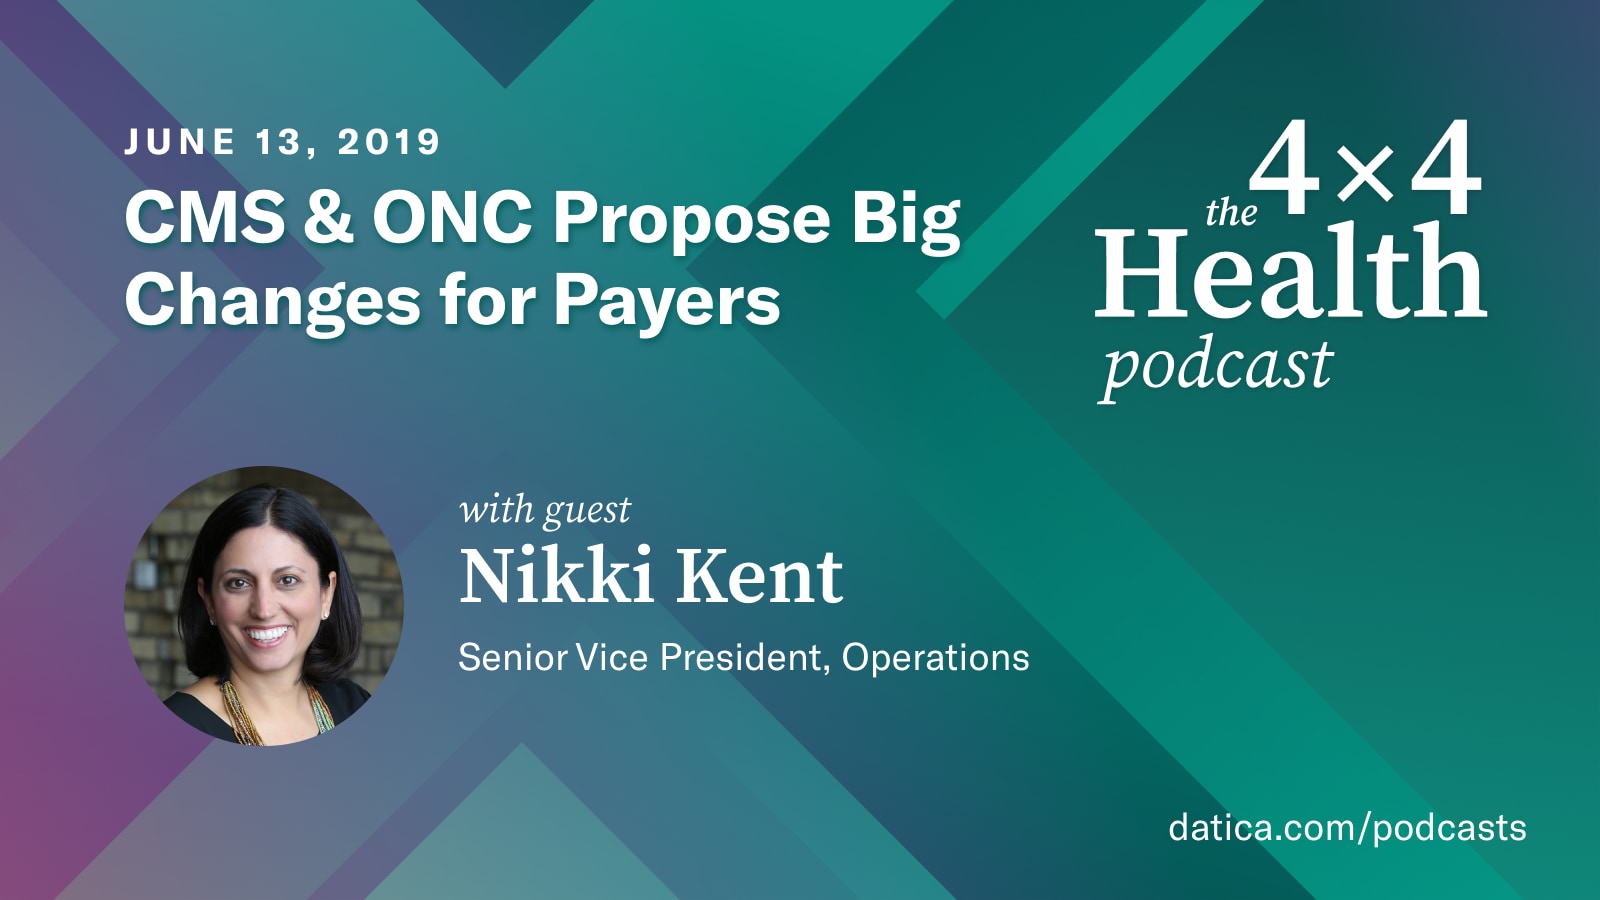 JUNE 13, 2019
CMS & ONC Propose Big
Changes for Payers
the 4×4
Health
podcast
with guest
Nikki Kent
Senior Vice President, Operations
datica.com/podcasts